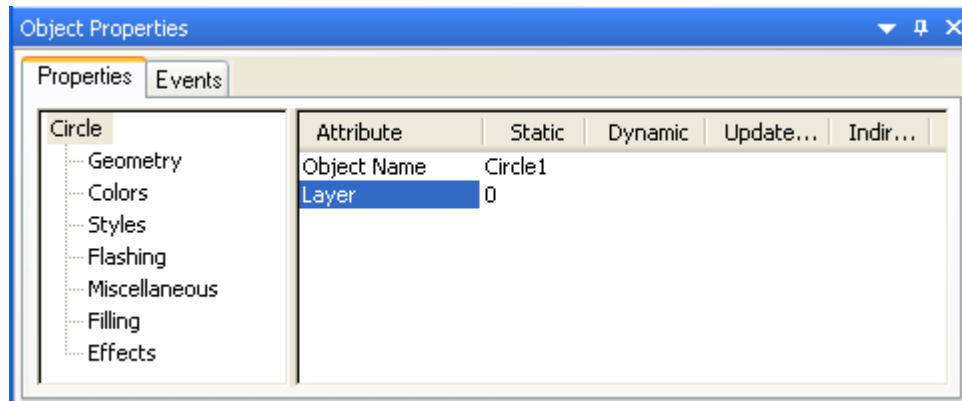 Object Properties
Properties Events
Circle
Geometry
Colors
Styles
Flashing
Miscellaneous
Filling
Effects
Attribute Static Dynamic Update... Indir...
Object Name Circle1
Layer 0